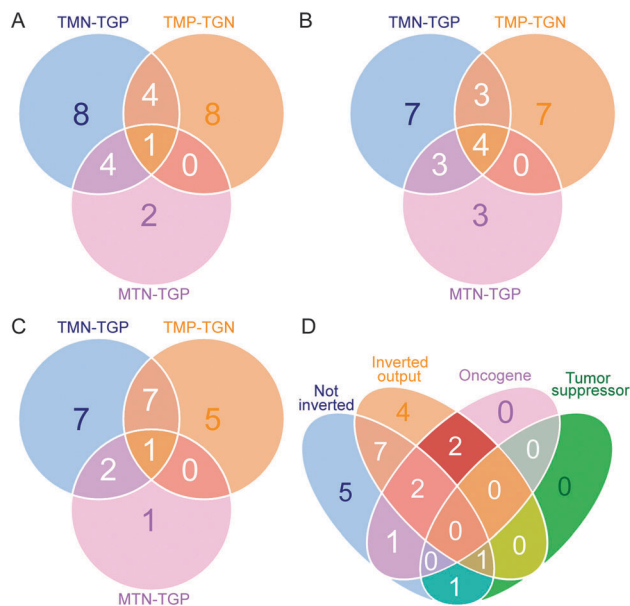 A
TMN-TGP
TMP-TGN
8
4
8
1
4
0
2
MTN-TGP
B
TMN-TGP
TMP-TGN
7
3
7
4
3
0
3
MTN-TGP
C
TMN-TGP
TMP-TGN
7
7
5
1
2
0
1
MTN-TGP
D
Not
inverted
Inverted
output
Oncogene
Tumor
suppressor
4
0
7
2
0
5
2
0
0
0
1
0
0
1
1